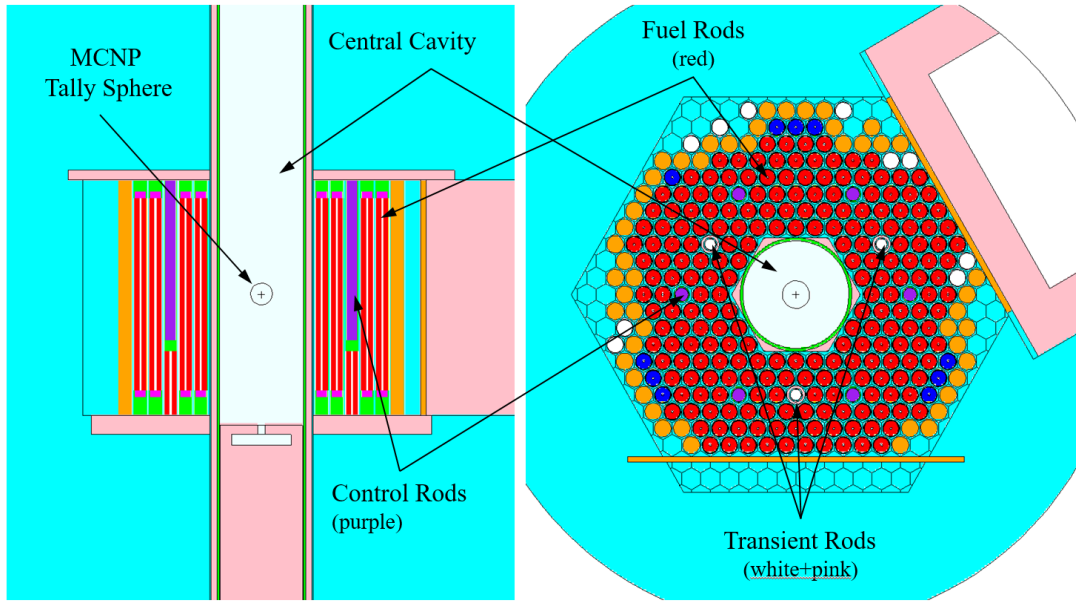 MCNP
Tally Sphere
Central Cavity
Fuel Rods
(red)
Control Rods
(purple)
Transient Rods
(white+pink)